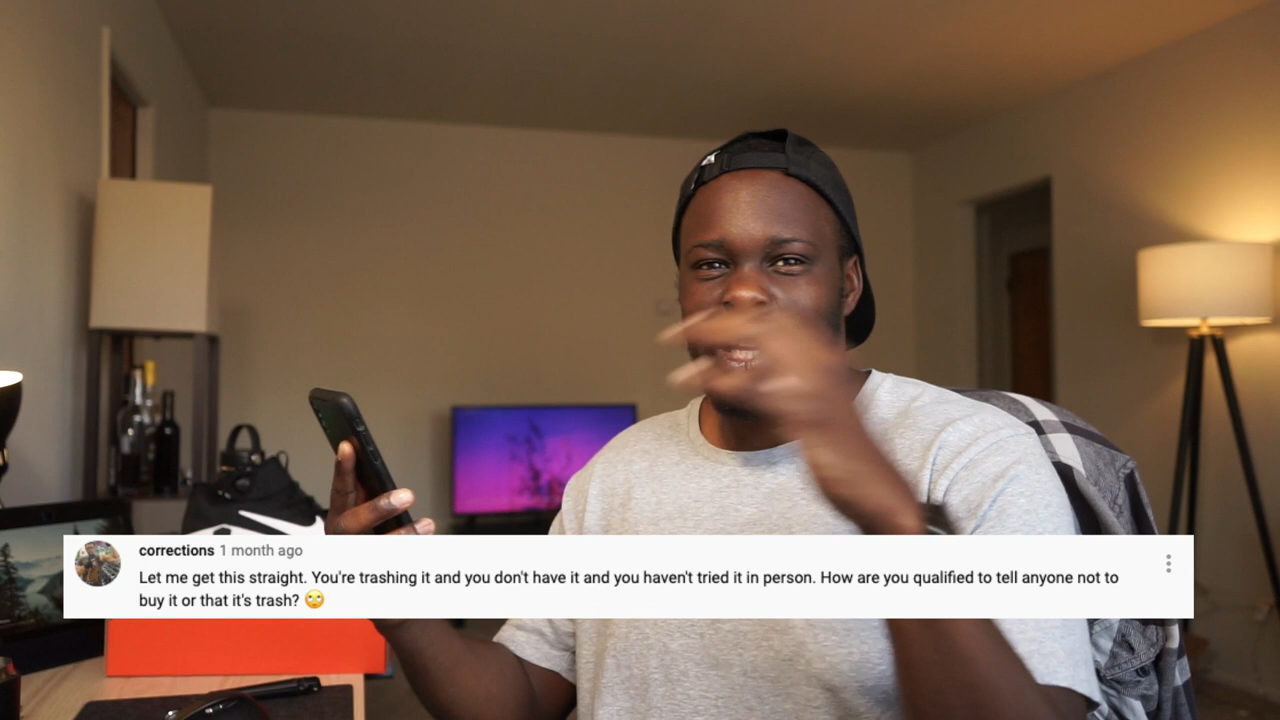 corrections 1 month ago
Let me get this straight. You're trashing it and you don't have it and you haven't tried it in person. How are you qualified to tell anyone not to
buy it or that it's trash? 🙄